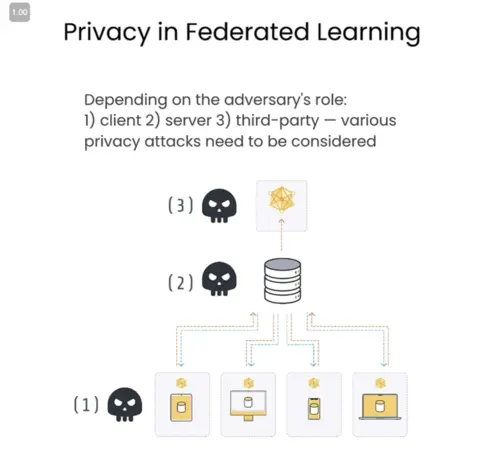 1.00
Privacy in Federated Learning
Depending on the adversary's role:
1) client 2) server 3) third-party — various
privacy attacks need to be considered
(3)
(2)
(1)